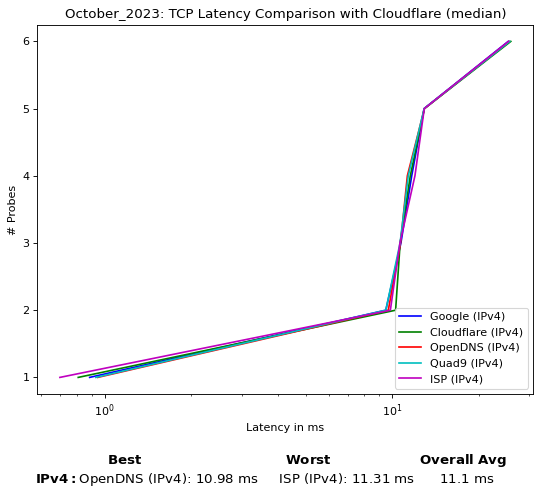 October_2023: TCP Latency Comparison with Cloudflare (median)
6
5
4
3
2
1
# Probes
10⁰
10¹
Latency in ms
Google (IPv4)
Cloudflare (IPv4)
OpenDNS (IPv4)
Quad9 (IPv4)
ISP (IPv4)
Best Worst Overall Avg
IPv4: OpenDNS (IPv4): 10.98 ms ISP (IPv4): 11.31 ms 11.1 ms